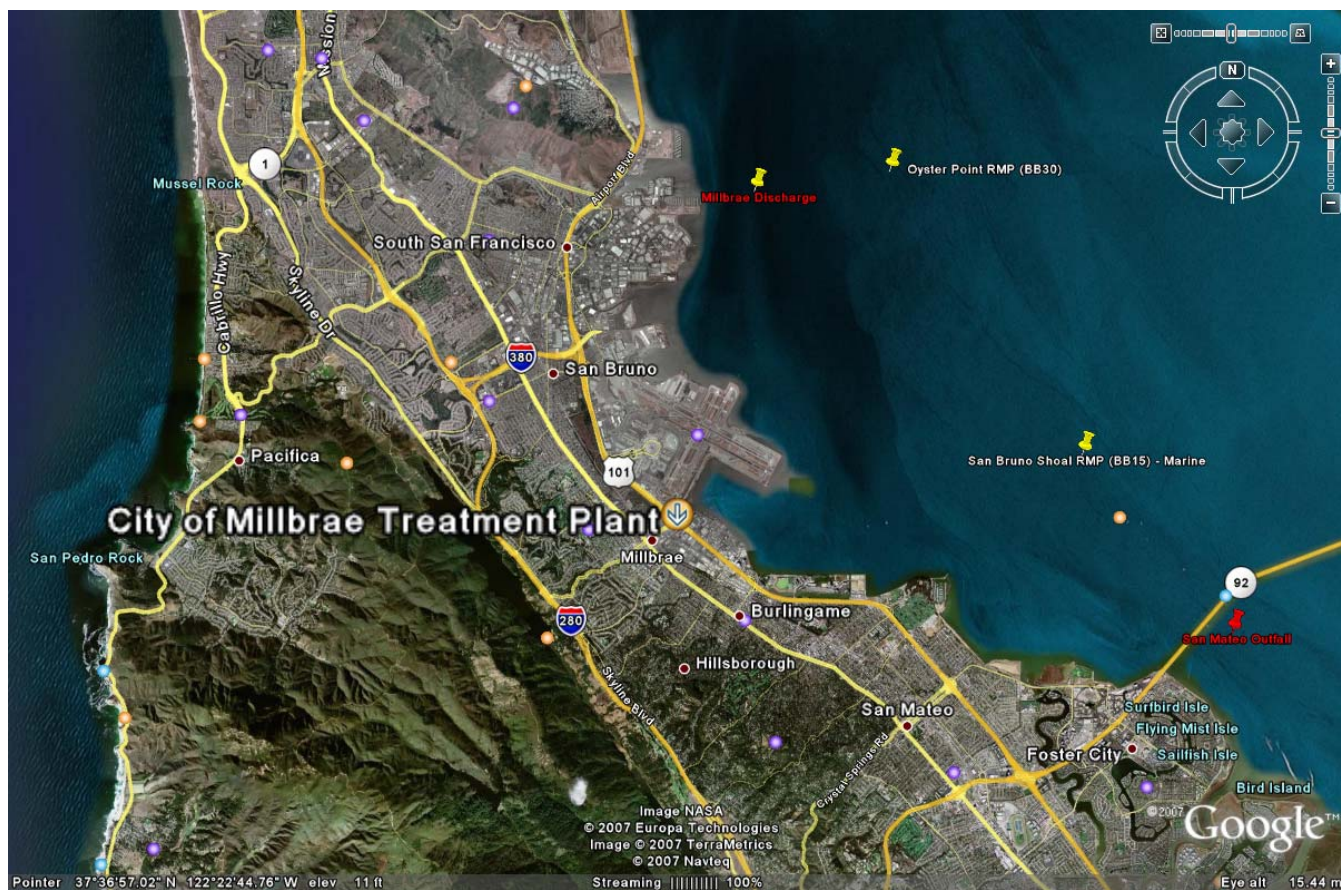 Mission
N
1
Mussel Rock
Airport Blvd
Oyster Point RMP (BB30)
Millbrae Discharge
South San Francisco
Cabrillo Hwy
Skyline Dr
380
San Bruno
Pacifica
101
San Bruno Shoal RMP (BB15) - Marine
City of Millbrae Treatment Plant
San Pedro Rock
Millbrae
92
280
Burlingame
San Mateo Outfall
Hillsborough
Skyline Blvd
San Mateo
Surfbird Isle
Flying Mist Isle
Foster City
Sailfish Isle
Crystal Springs Rd
Bird Island
Image NASA
© 2007 Europa Technologies
Image © 2007 TerraMetrics
© 2007 Navteq
©2007 Google™
Pointer 37°36'57.02" N 122°22'44.76" W elev 11 ft Streaming |||||||||| 100% Eye alt 15.44 m